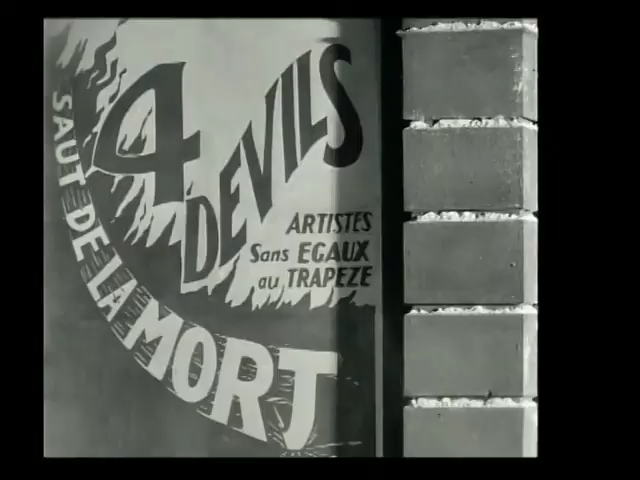 4
DEVILS
ARTISTES
Sans EGAUX
au TRAPEZE
SAUT DE LA MORT